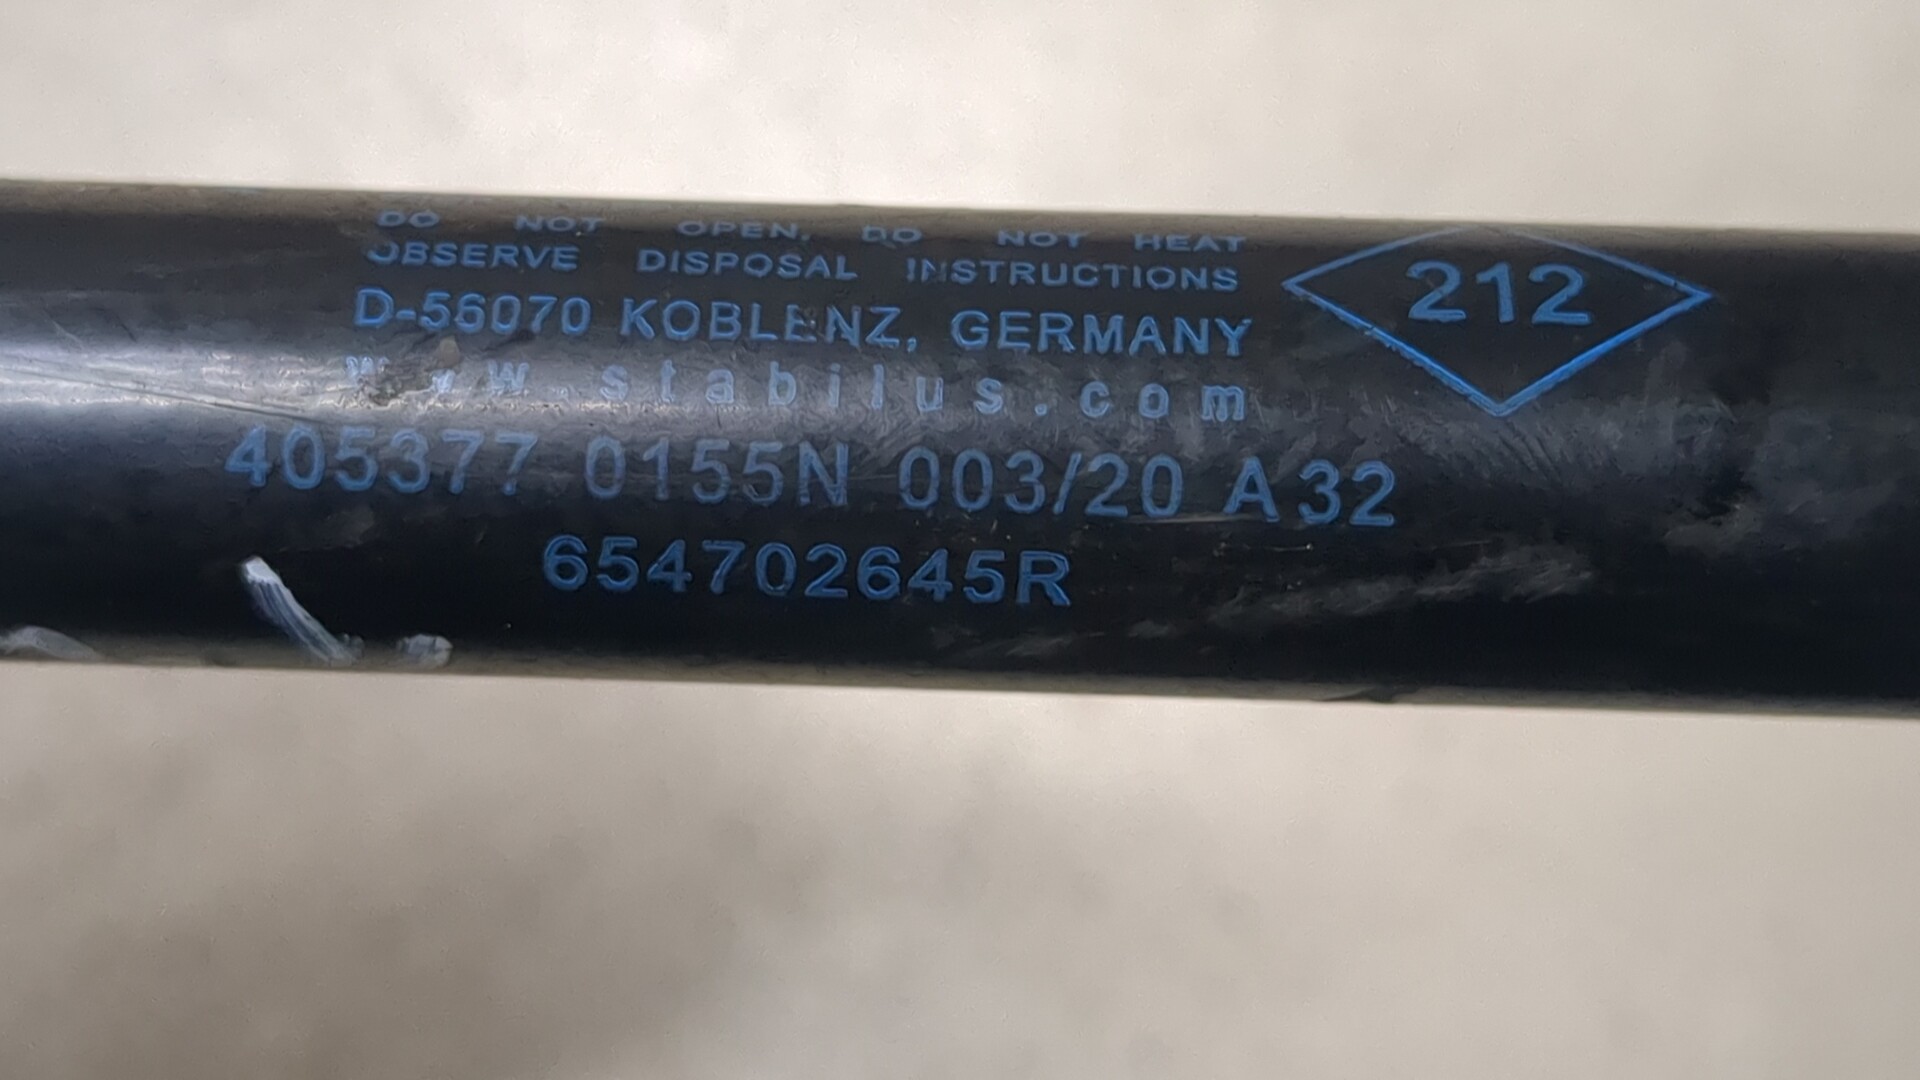 DO NOT OPEN, DO NOT HEAT
OBSERVE DISPOSAL INSTRUCTIONS
D-56070 KOBLENZ, GERMANY
www.stabilus.com
405377 0155N 003/20 A32
654702645R
212